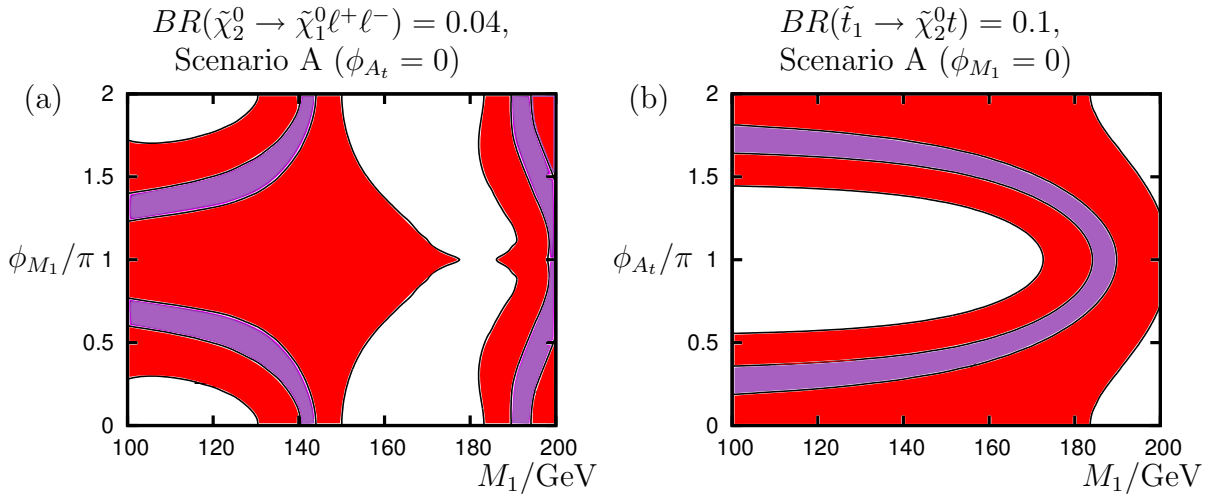 BR(χ̃⁰₂ → χ̃⁰₁ℓ⁺ℓ⁻) = 0.04,
Scenario A (ϕ_{A_t} = 0)
(a)
2
1.5
ϕ_{M_1}/π 1
0.5
0
100 120 140 160 180 200
M₁/GeV
BR(t̃₁ → χ̃⁰₂t) = 0.1,
Scenario A (ϕ_{M_1} = 0)
(b)
2
1.5
ϕ_{A_t}/π 1
0.5
0
100 120 140 160 180 200
M₁/GeV